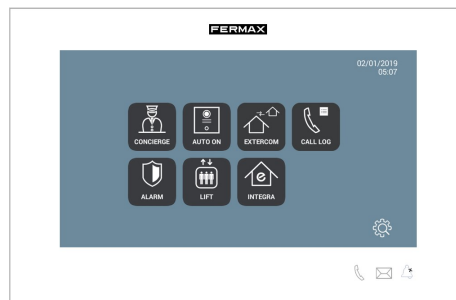 FERMAX
02/01/2019
05:07
CONCIERGE
AUTO ON
EXTERCOM
CALL LOG
ALARM
LIFT
INTEGRA
e